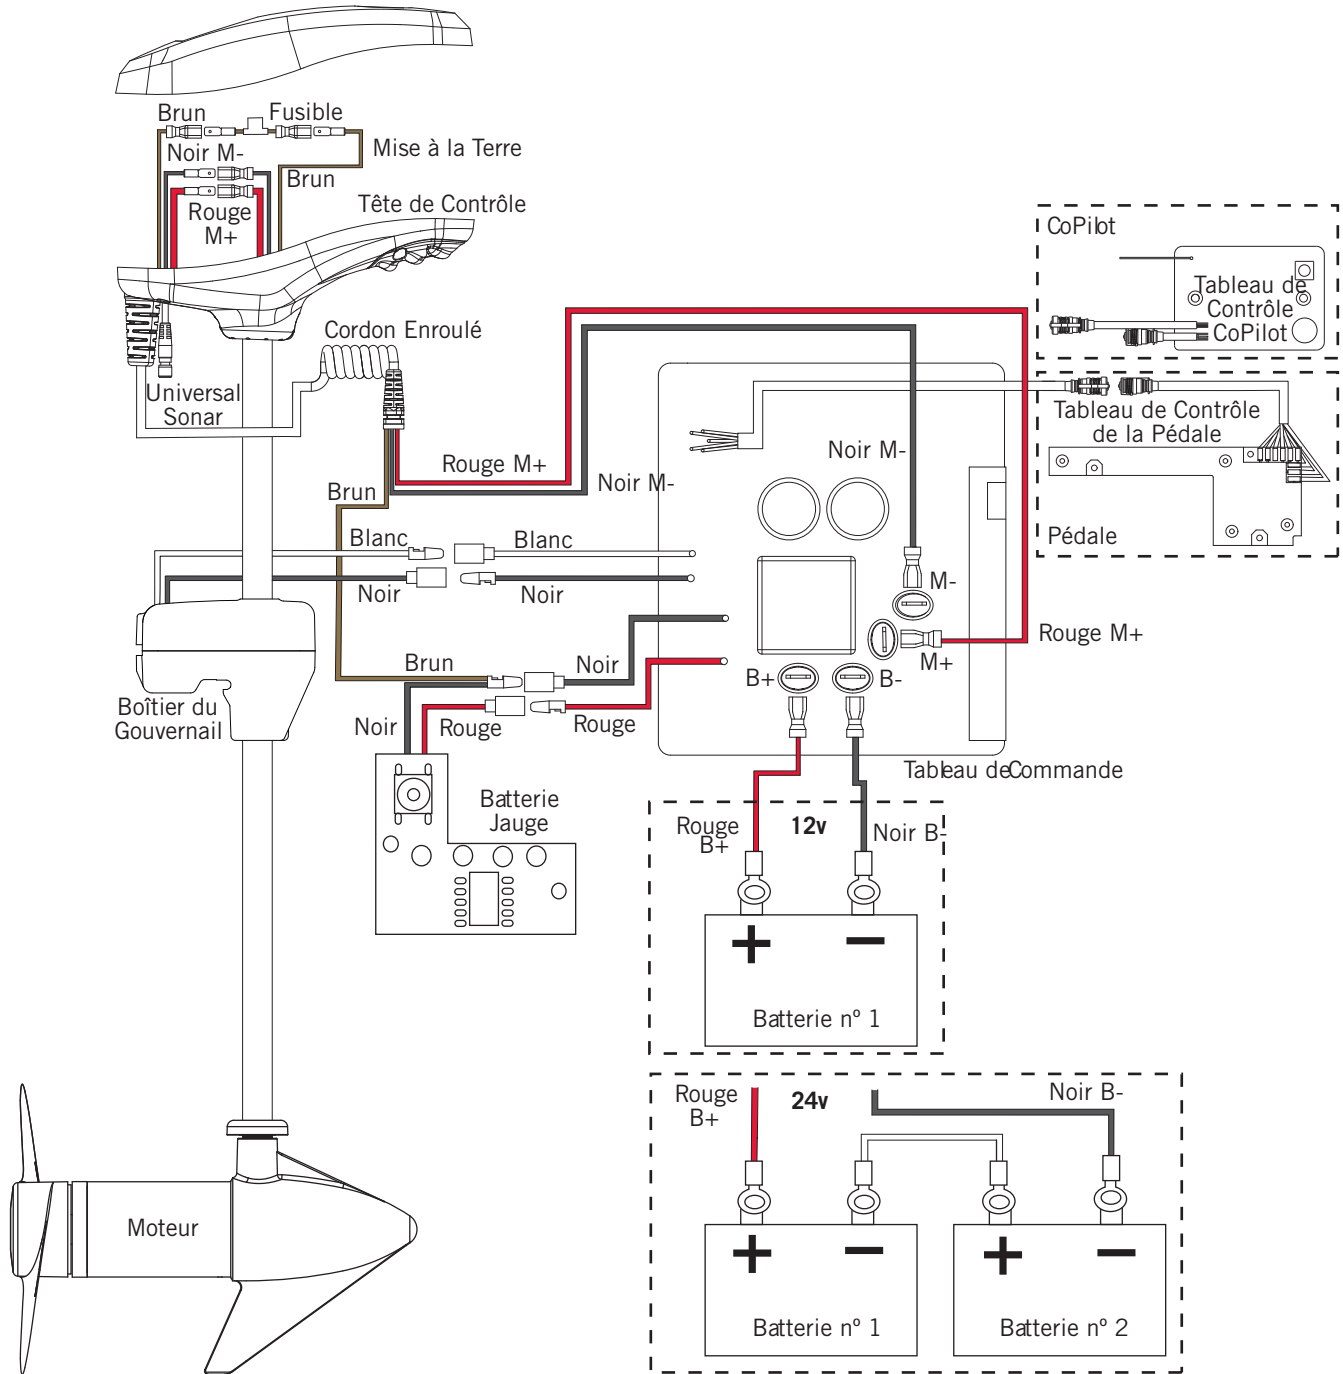 Brun
Fusible
Mise à la Terre
Noir M-
Brun
Rouge
M+
Tête de Contrôle
CoPilot
Tableau de
Contrôle
CoPilot
Cordon Enroulé
Universal
Sonar
Tableau de Contrôle
de la Pédale
Pédale
Noir M-
Rouge M+
Noir M-
Brun
Blanc
Blanc
Noir
Noir
M-
Rouge M+
M+
B+
B-
Brun
Noir
Boîtier du
Gouvernail
Noir
Rouge
Rouge
Tableau de Commande
Batterie
Jauge
Rouge
B+
12v
Noir B-
+
−
Batterie nº 1
Rouge
B+
24v
Noir B-
+
−
+
−
Batterie nº 1
Batterie nº 2
Moteur